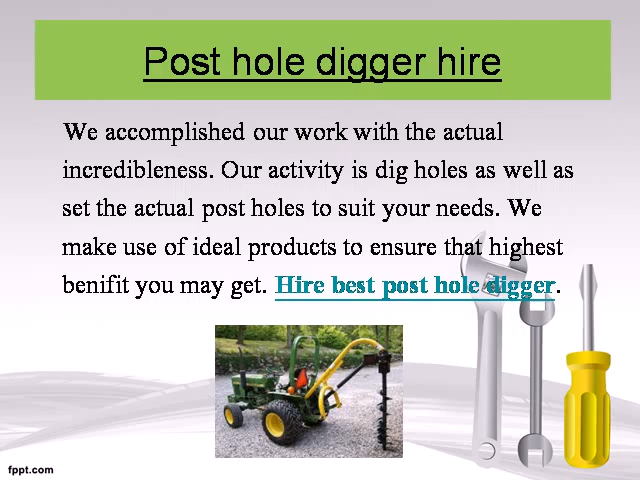 Post hole digger hire
We accomplished our work with the actual
incredibleness. Our activity is dig holes as well as
set the actual post holes to suit your needs. We
make use of ideal products to ensure that highest
benifit you may get. Hire best post hole digger.
fppt.com